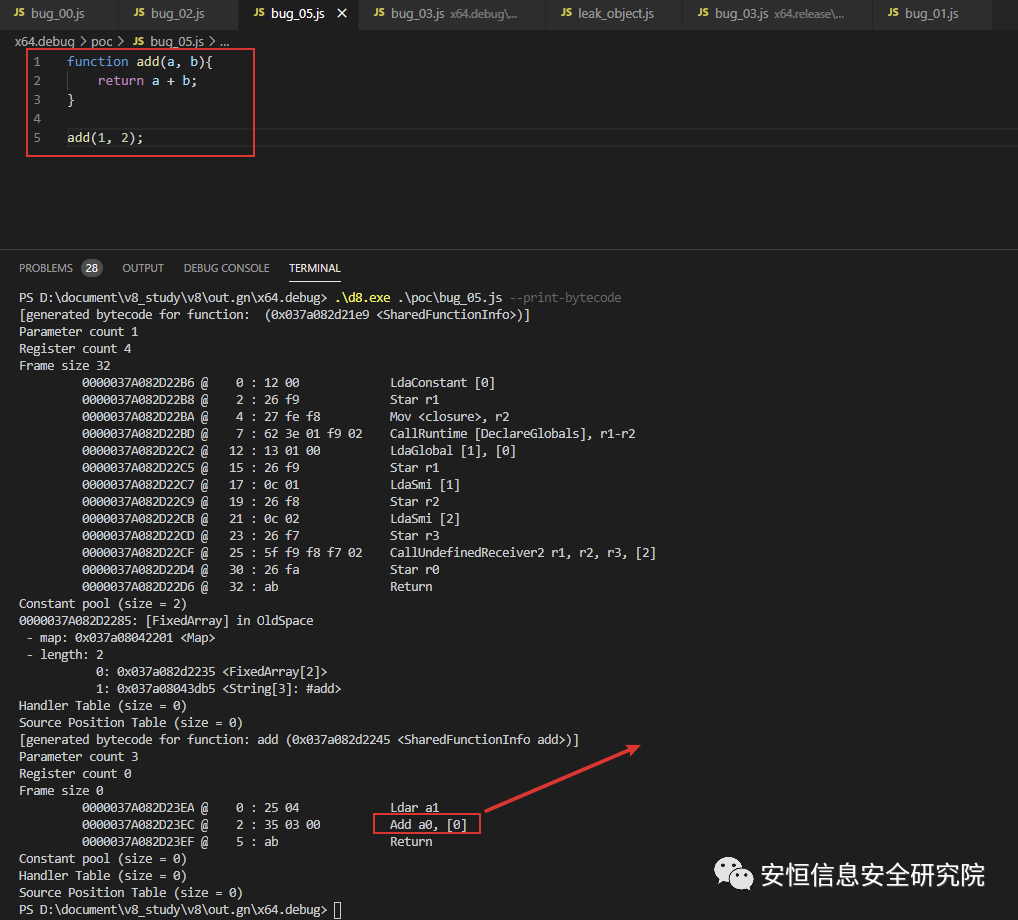 JS bug_00.js JS bug_02.js JS bug_05.js × JS bug_03.js x64.debug\... JS leak_object.js JS bug_03.js x64.release\... JS bug_01.js
x64.debug > poc > JS bug_05.js > ...
1 function add(a, b){
2 return a + b;
3 }
4
5 add(1, 2);
PROBLEMS 28 OUTPUT DEBUG CONSOLE TERMINAL
PS D:\document\v8_study\v8\out.gn\x64.debug> .\d8.exe .\poc\bug_05.js --print-bytecode
[generated bytecode for function:  (0x037a082d21e9 <SharedFunctionInfo>)]
Parameter count 1
Register count 4
Frame size 32
0000037A082D22B6 @ 0 : 12 00 LdaConstant [0]
0000037A082D22B8 @ 2 : 26 f9 Star r1
0000037A082D22BA @ 4 : 27 fe f8 Mov <closure>, r2
0000037A082D22BD @ 7 : 62 3e 01 f9 02 CallRuntime [DeclareGlobals], r1-r2
0000037A082D22C2 @ 12 : 13 01 00 LdaGlobal [1], [0]
0000037A082D22C5 @ 15 : 26 f9 Star r1
0000037A082D22C7 @ 17 : 0c 01 LdaSmi [1]
0000037A082D22C9 @ 19 : 26 f8 Star r2
0000037A082D22CB @ 21 : 0c 02 LdaSmi [2]
0000037A082D22CD @ 23 : 26 f7 Star r3
0000037A082D22CF @ 25 : 5f f9 f8 f7 02 CallUndefinedReceiver2 r1, r2, r3, [2]
0000037A082D22D4 @ 30 : 26 fa Star r0
0000037A082D22D6 @ 32 : ab Return
Constant pool (size = 2)
0000037A082D2285: [FixedArray] in OldSpace
- map: 0x037a08042201 <Map>
- length: 2
0: 0x037a082d2235 <FixedArray[2]>
1: 0x037a08043db5 <String[3]: #add>
Handler Table (size = 0)
Source Position Table (size = 0)
[generated bytecode for function: add (0x037a082d2245 <SharedFunctionInfo add>)]
Parameter count 3
Register count 0
Frame size 0
0000037A082D23EA @ 0 : 25 04 Ldar a1
0000037A082D23EC @ 2 : 35 03 00 Add a0, [0]
0000037A082D23EF @ 5 : ab Return
Constant pool (size = 0)
Handler Table (size = 0)
Source Position Table (size = 0)
PS D:\document\v8_study\v8\out.gn\x64.debug>
安恒信息安全研究院